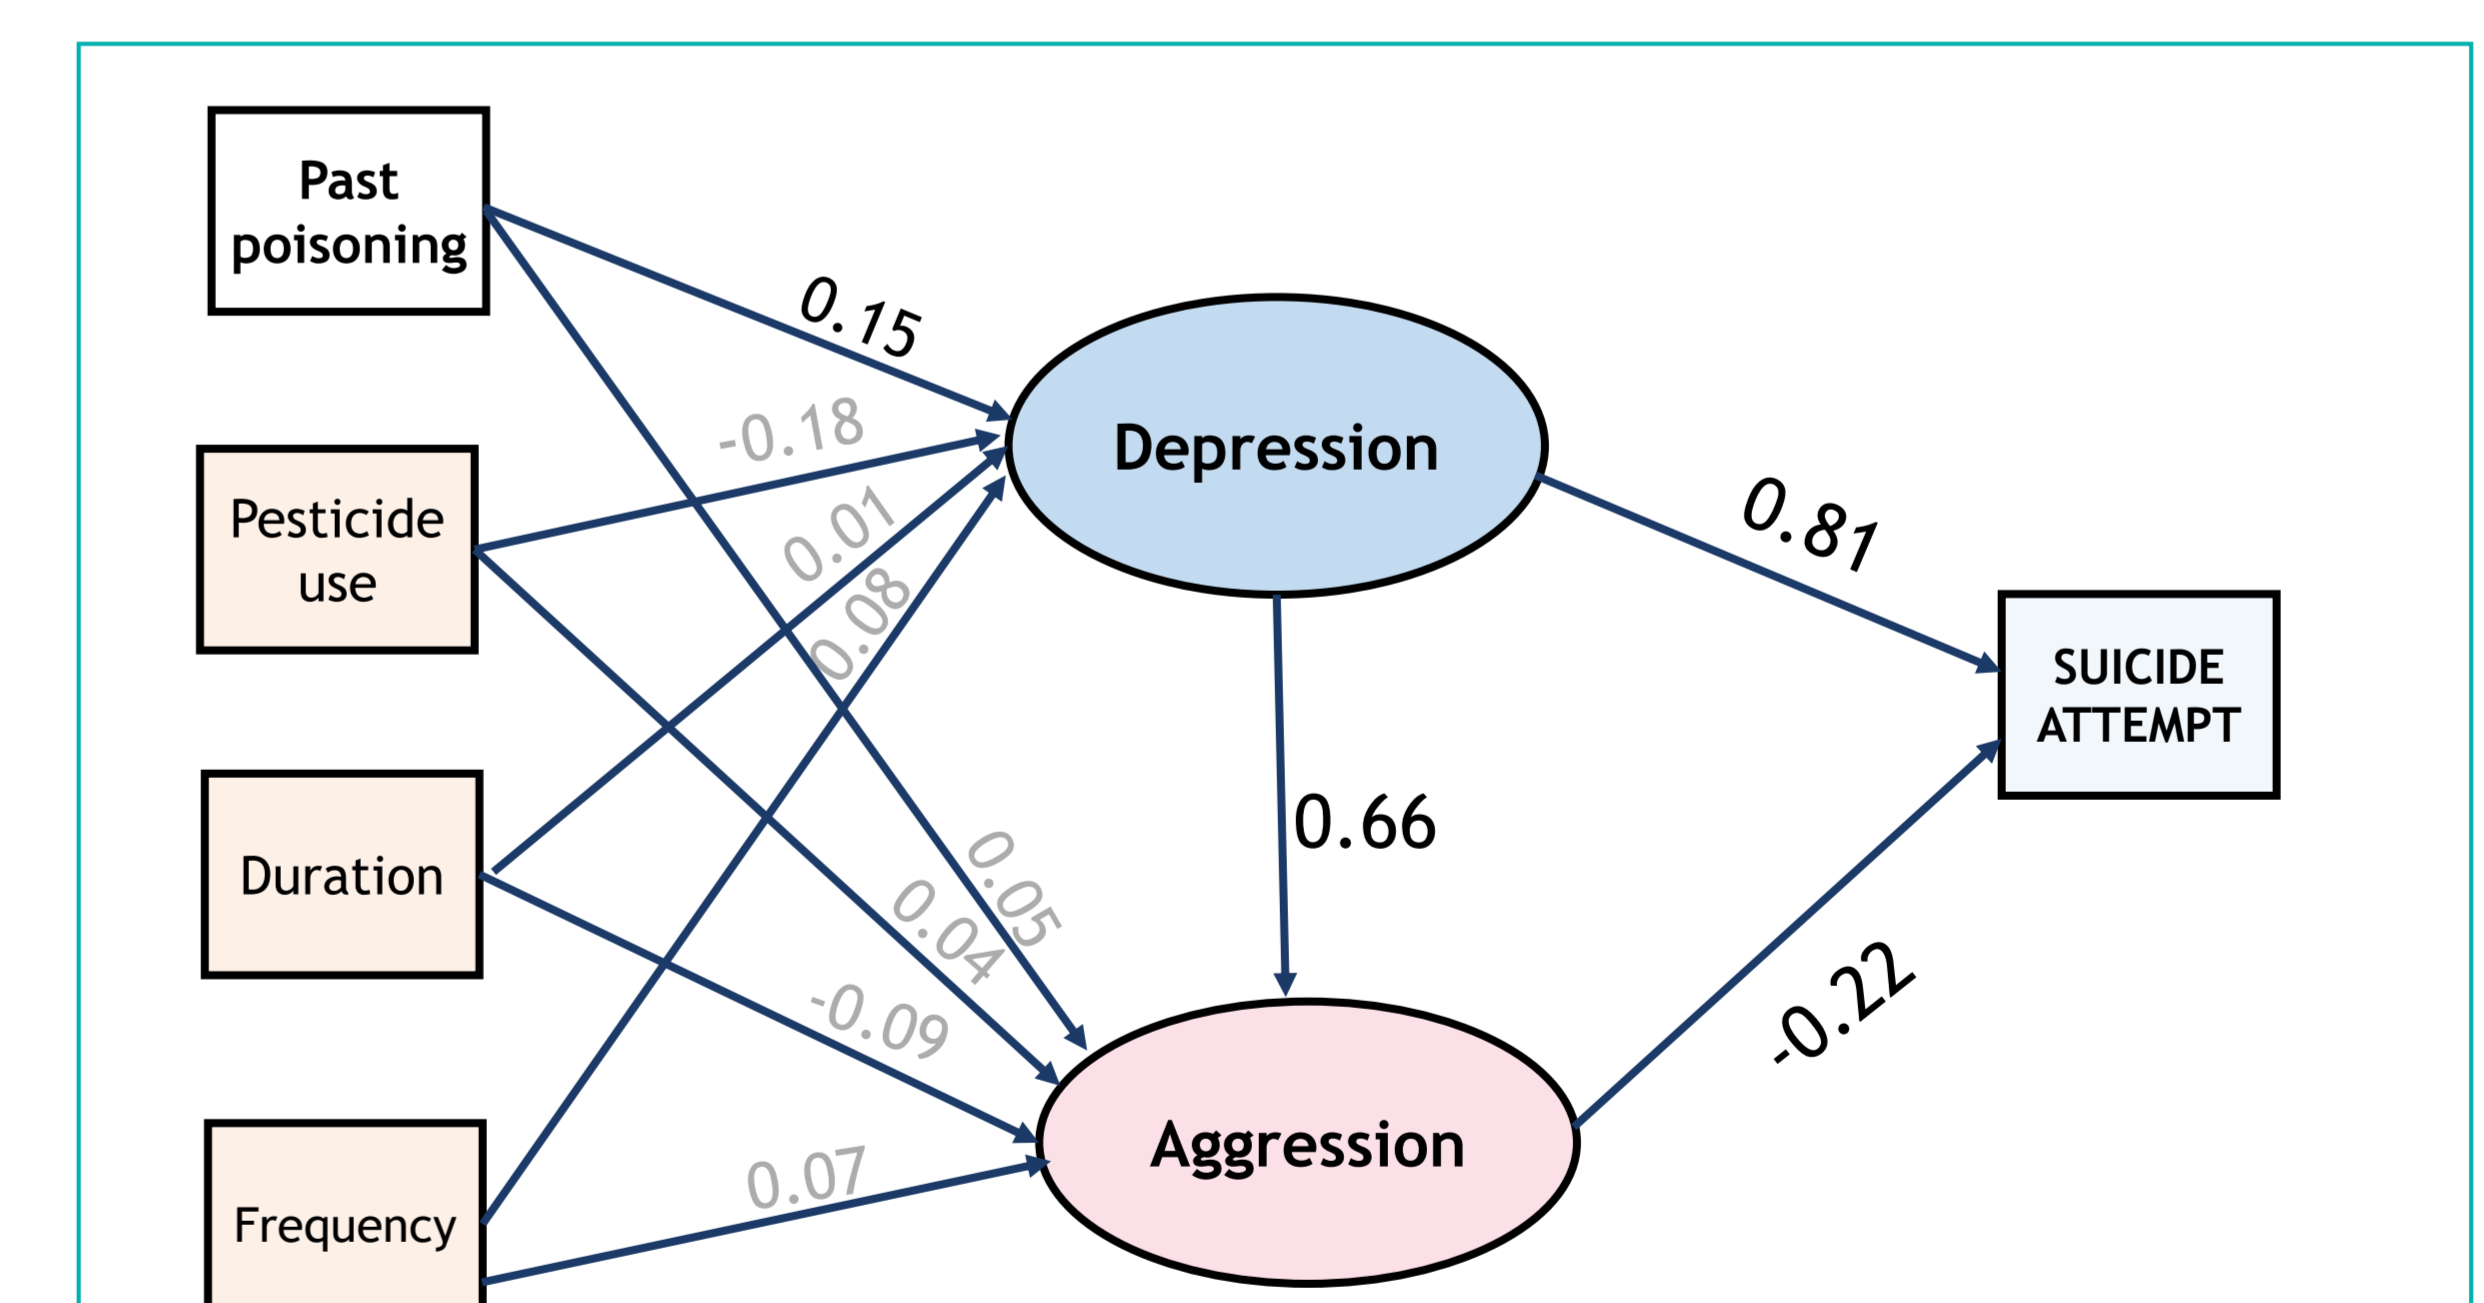 Past
poisoning
0.15
-0.18
Depression
Pesticide
use
0.01
0.81
0.08
SUICIDE
ATTEMPT
0.66
Duration
0.05
0.04
-0.09
-0.22
Aggression
0.07
Frequency